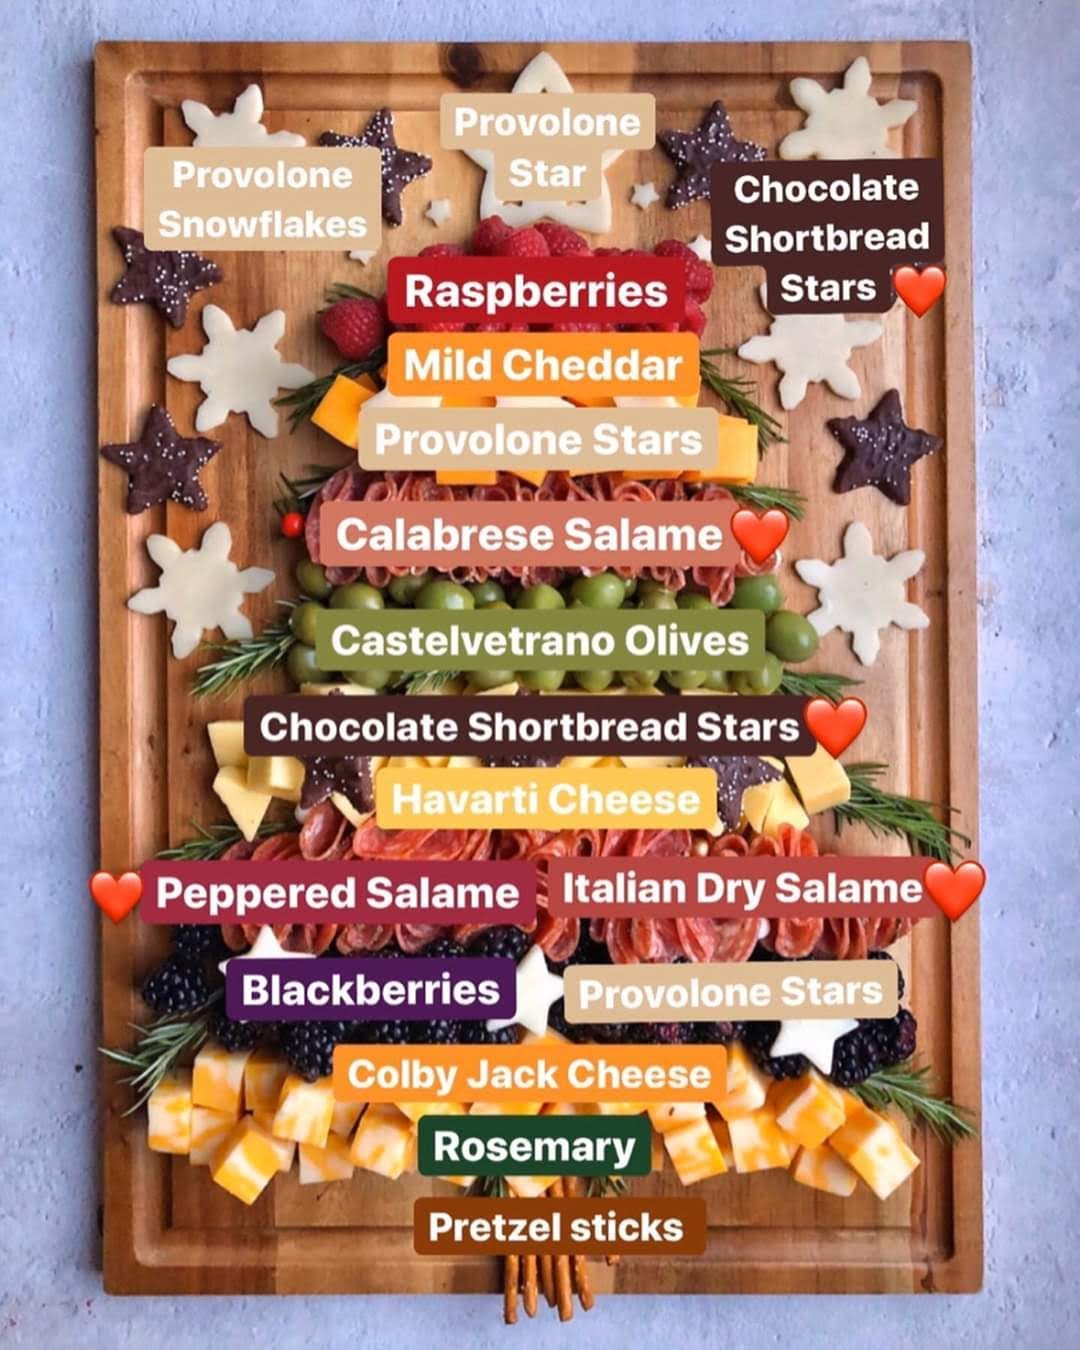 Provolone
Star
Provolone
Snowflakes
Chocolate
Shortbread
Stars ❤️
Raspberries
Mild Cheddar
Provolone Stars
Calabrese Salame❤️
Castelvetrano Olives
Chocolate Shortbread Stars❤️
Havarti Cheese
❤️Peppered Salame
Italian Dry Salame❤️
Blackberries
Provolone Stars
Colby Jack Cheese
Rosemary
Pretzel sticks